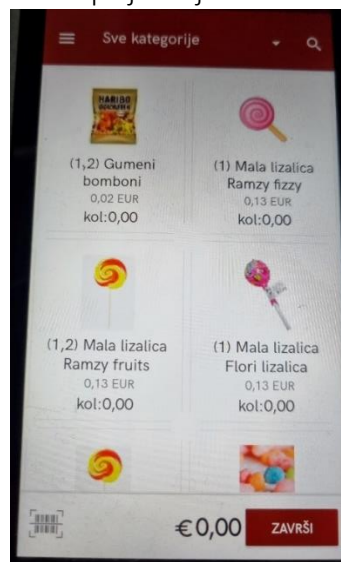 Sve kategorije
HARIBO
(1,2) Gumeni
bomboni
0,02 EUR
kol:0,00
(1) Mala lizalica
Ramzy fizzy
0,13 EUR
kol:0,00
(1,2) Mala lizalica
Ramzy fruits
0,13 EUR
kol:0,00
(1) Mala lizalica
Flori lizalica
0,13 EUR
kol:0,00
€0,00
ZAVRŠI